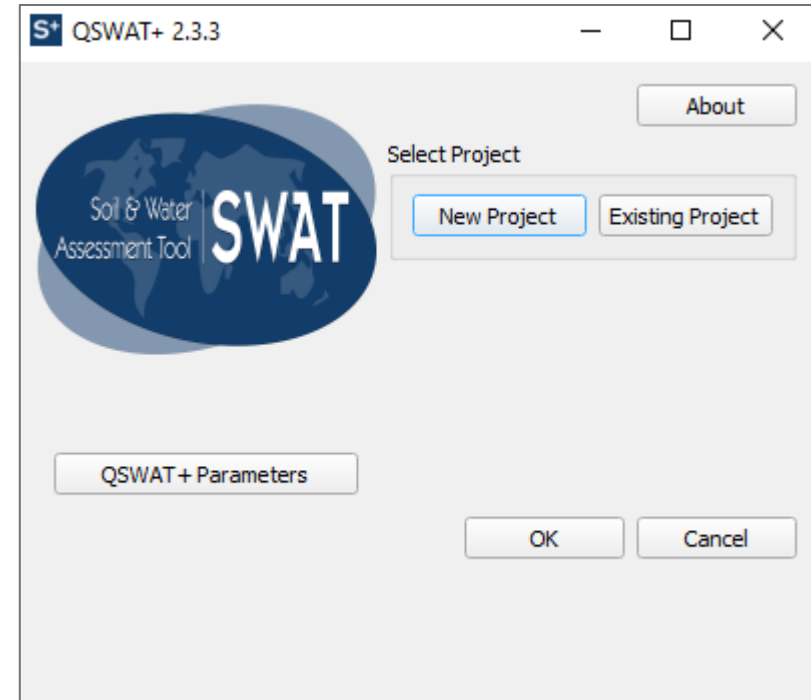 S+ QSWAT+ 2.3.3
About
Select Project
Soil & Water
Assessment Tool
SWAT
New Project
Existing Project
QSWAT+ Parameters
OK
Cancel